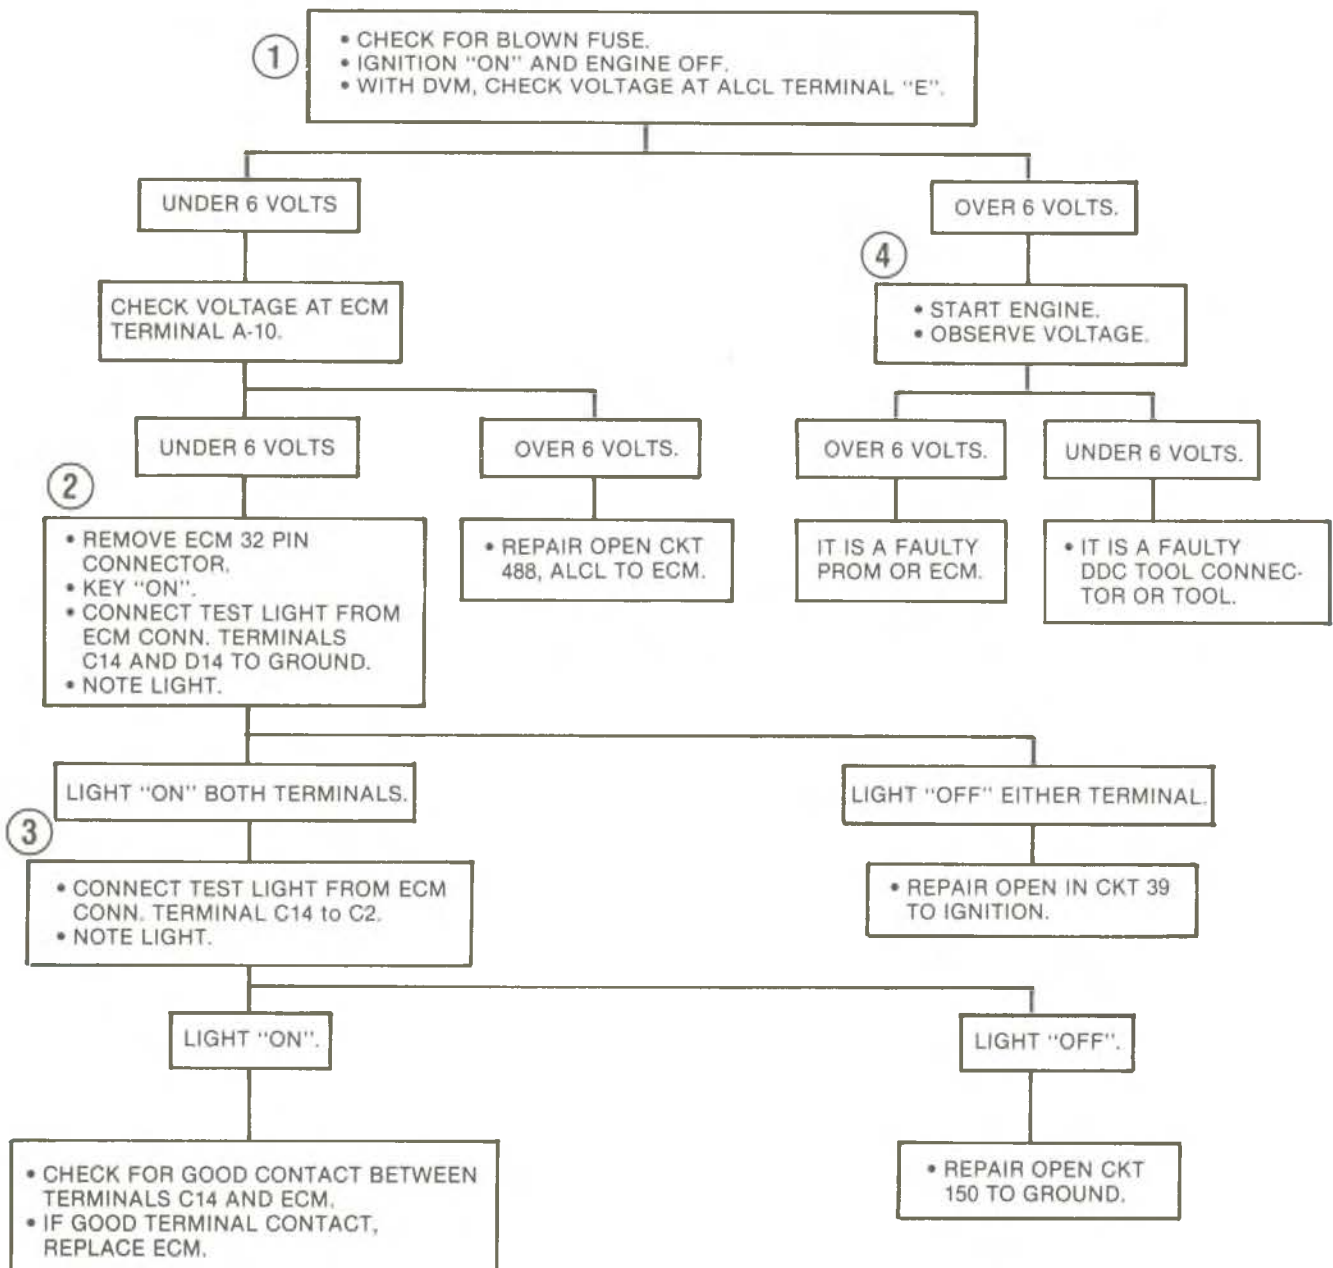 1
• CHECK FOR BLOWN FUSE.
• IGNITION "ON" AND ENGINE OFF.
• WITH DVM, CHECK VOLTAGE AT ALCL TERMINAL "E".
UNDER 6 VOLTS
OVER 6 VOLTS.
CHECK VOLTAGE AT ECM
TERMINAL A-10.
4
• START ENGINE.
• OBSERVE VOLTAGE.
UNDER 6 VOLTS
OVER 6 VOLTS.
OVER 6 VOLTS.
UNDER 6 VOLTS.
2
• REMOVE ECM 32 PIN
CONNECTOR.
• KEY "ON".
• CONNECT TEST LIGHT FROM
ECM CONN. TERMINALS
C14 AND D14 TO GROUND.
• NOTE LIGHT.
• REPAIR OPEN CKT
488, ALCL TO ECM.
IT IS A FAULTY
PROM OR ECM.
• IT IS A FAULTY
DDC TOOL CONNEC-
TOR OR TOOL.
LIGHT "ON" BOTH TERMINALS.
LIGHT "OFF" EITHER TERMINAL.
3
• CONNECT TEST LIGHT FROM ECM
CONN. TERMINAL C14 to C2.
• NOTE LIGHT.
• REPAIR OPEN IN CKT 39
TO IGNITION.
LIGHT "ON".
LIGHT "OFF".
• CHECK FOR GOOD CONTACT BETWEEN
TERMINALS C14 AND ECM.
• IF GOOD TERMINAL CONTACT,
REPLACE ECM.
• REPAIR OPEN CKT
150 TO GROUND.